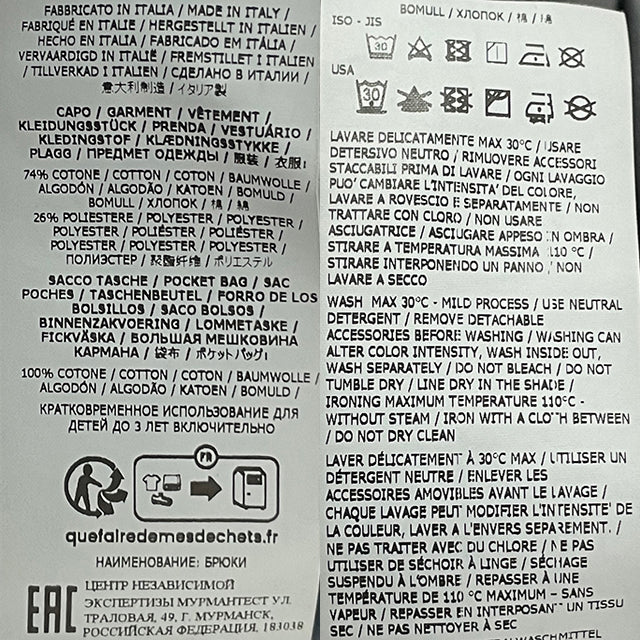 FABBRICATO IN ITALIA / MADE IN ITALY /
FABRIQUÉ EN ITALIE / HERGESTELLT IN ITALIEN /
HECHO EN ITALIA / FABRICADO EM ITÁLIA /
VERVAARDIGD IN ITALIË / FREMSTILLET I ITALIEN
/ TILLVERKAD I ITALIEN / СДЕЛАНО В ИТАЛИИ /
意大利制造 / イタリア製
CAPO / GARMENT / VÊTEMENT /
KLEIDUNGSSTÜCK / PRENDA / VESTUÁRIO /
KLEDINGSTOF / KLÆDNINGSSTYKKE /
PLAGG / ПРЕДМЕТ ОДЕЖДЫ / 服装 / 衣服:
74% COTONE / COTTON / COTON / BAUMWOLLE /
ALGODÓN / ALGODÃO / KATOEN / BOMULD /
BOMULL / ХЛОПОК / 棉 / 綿
26% POLIESTERE / POLYESTER / POLYESTER /
POLYESTER / POLIÉSTER / POLIÉSTER /
POLYESTER / POLYESTER / POLYESTER /
ПОЛИЭСТЕР / 聚酯纤维 / ポリエステル
SACCO TASCHE / POCKET BAG / SAC
POCHES / TASCHENBEUTEL / FORRO DE LOS
BOLSILLOS / SACO BOLSOS /
BINNENZAKVOERING / LOMMETASKE /
FICKVÄSKA / БОЛЬШАЯ МЕШКОВИНА
КАРМАНА / 袋布 / ポケットバッグ:
100% COTONE / COTTON / COTON / BAUMWOLLE /
ALGODÓN / ALGODÃO / KATOEN / BOMULD /
КРАТКОВРЕМЕННОЕ ИСПОЛЬЗОВАНИЕ ДЛЯ
ДЕТЕЙ ДО 3 ЛЕТ ВКЛЮЧИТЕЛЬНО
FR
quefairedemesdechets.fr
НАИМЕНОВАНИЕ: БРЮКИ
EAC
ЦЕНТР НЕЗАВИСИМОЙ
ЭКСПЕРТИЗЫ МУРМАНТЕСТ УЛ.
ТРАЛОВАЯ, 49, Г. МУРМАНСК,
РОССИЙСКАЯ ФЕДЕРАЦИЯ, 183038
BOMULL / ХЛОПОК / 棉 / 綿
ISO - JIS
30
USA
30
LAVARE DELICATAMENTE MAX 30°C / USARE
DETERSIVO NEUTRO / RIMUOVERE ACCESSORI
STACCABILI PRIMA DI LAVARE / OGNI LAVAGGIO
PUO' CAMBIARE L'INTENSITA' DEL COLORE,
LAVARE A ROVESCIO E SEPARATAMENTE / NON
TRATTARE CON CLORO / NON USARE
ASCIUGATRICE / ASCIUGARE APPESO IN OMBRA /
STIRARE A TEMPERATURA MASSIMA 110 °C /
STIRARE INTERPONENDO UN PANNO / NON
LAVARE A SECCO
WASH MAX 30°C - MILD PROCESS / USE NEUTRAL
DETERGENT / REMOVE DETACHABLE
ACCESSORIES BEFORE WASHING / WASHING CAN
ALTER COLOR INTENSITY, WASH INSIDE OUT,
WASH SEPARATELY / DO NOT BLEACH / DO NOT
TUMBLE DRY / LINE DRY IN THE SHADE /
IRONING MAXIMUM TEMPERATURE 110°C -
WITHOUT STEAM / IRON WITH A CLOTH BETWEEN
/ DO NOT DRY CLEAN
LAVER DÉLICATEMENT À 30°C MAX / UTILISER UN
DÉTERGENT NEUTRE / ENLEVER LES
ACCESSOIRES AMOVIBLES AVANT LE LAVAGE /
CHAQUE LAVAGE PEUT MODIFIER L'INTENSITE' DE
LA COULEUR, LAVER A L'ENVERS SEPAREMENT. /
NE PAS TRAITER AVEC DU CHLORE / NE PAS
UTILISER DE SÉCHOIR À LINGE / SÉCHAGE
SUSPENDU À L'OMBRE / REPASSER À UNE
TEMPÉRATURE DE 110 °C MAXIMUM - SANS
VAPEUR / REPASSER EN INTERPOSANT UN TISSU
SEC / NE PAS NETTOYER À SEC